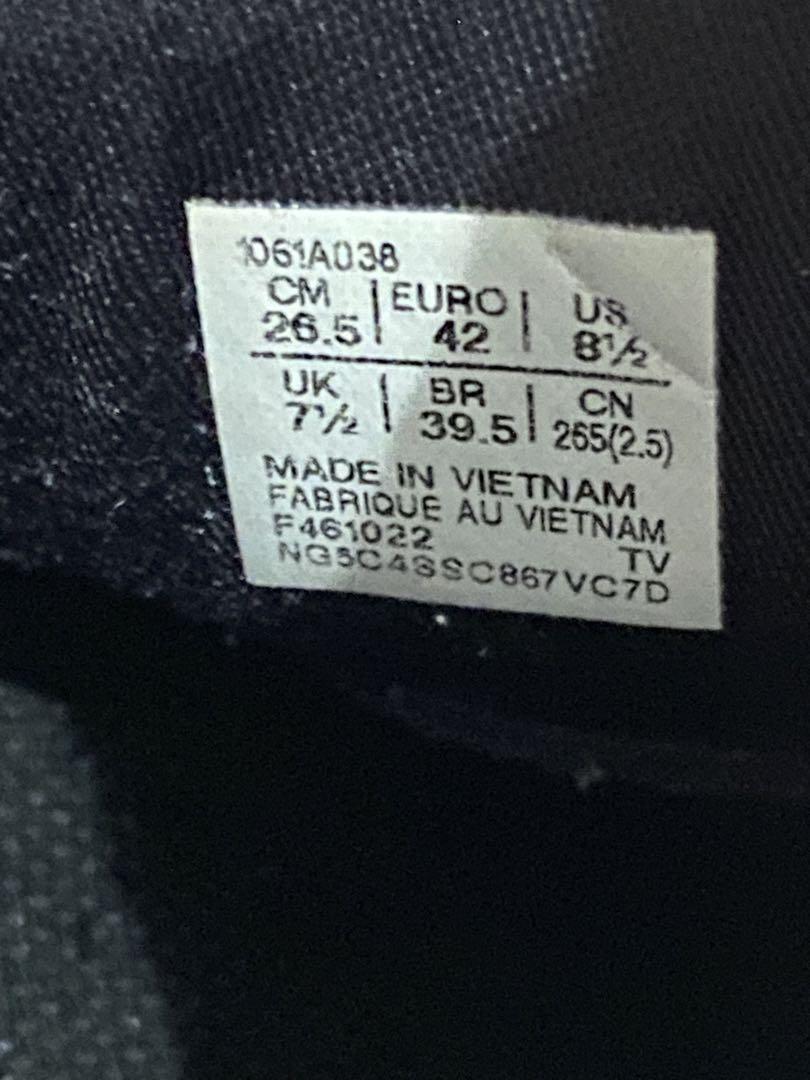 1061A038
CM | EURO | US
26.5 | 42 | 8½
UK | BR | CN
7½ | 39.5 | 265(2.5)
MADE IN VIETNAM
FABRIQUE AU VIETNAM
F461022 TV
NG5C4SSC867VC7D